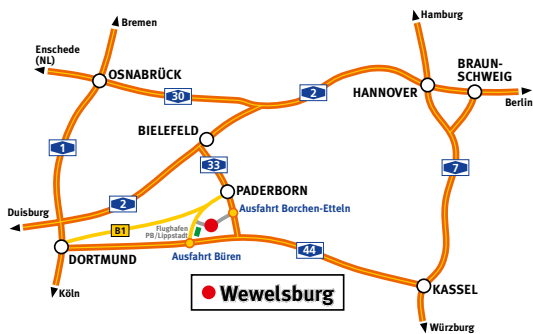 Hamburg
Bremen
Enschede
(NL)
OSNABRÜCK
BRAUN-
SCHWEIG
HANNOVER
Berlin
30
2
BIELEFELD
1
33
7
PADERBORN
2
Duisburg
B1
Flughafen
PB/Lippstadt
Ausfahrt Borchen-Etteln
DORTMUND
Ausfahrt Büren
44
Köln
Wewelsburg
KASSEL
Würzburg